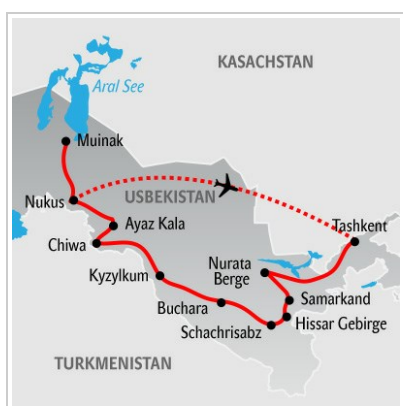 KASACHSTAN
Aral See
Muinak
Nukus
USBEKISTAN
Ayaz Kala
Tashkent
Chiwa
Nurata
Berge
Kyzylkum
Samarkand
Buchara
Hissar Gebirge
Schachrisabz
TURKMENISTAN